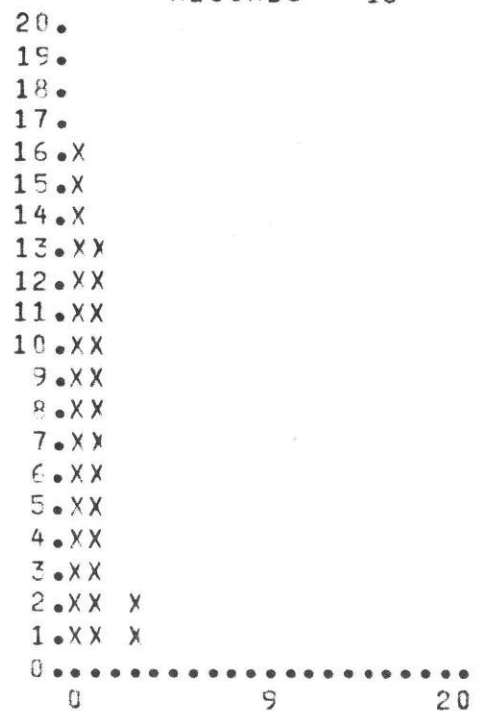 20.
19.
18.
17.
16.X
15.X
14.X
13.XX
12.XX
11.XX
10.XX
9.XX
8.XX
7.XX
6.XX
5.XX
4.XX
3.XX
2.XX X
1.XX X
0......................
0 9 20